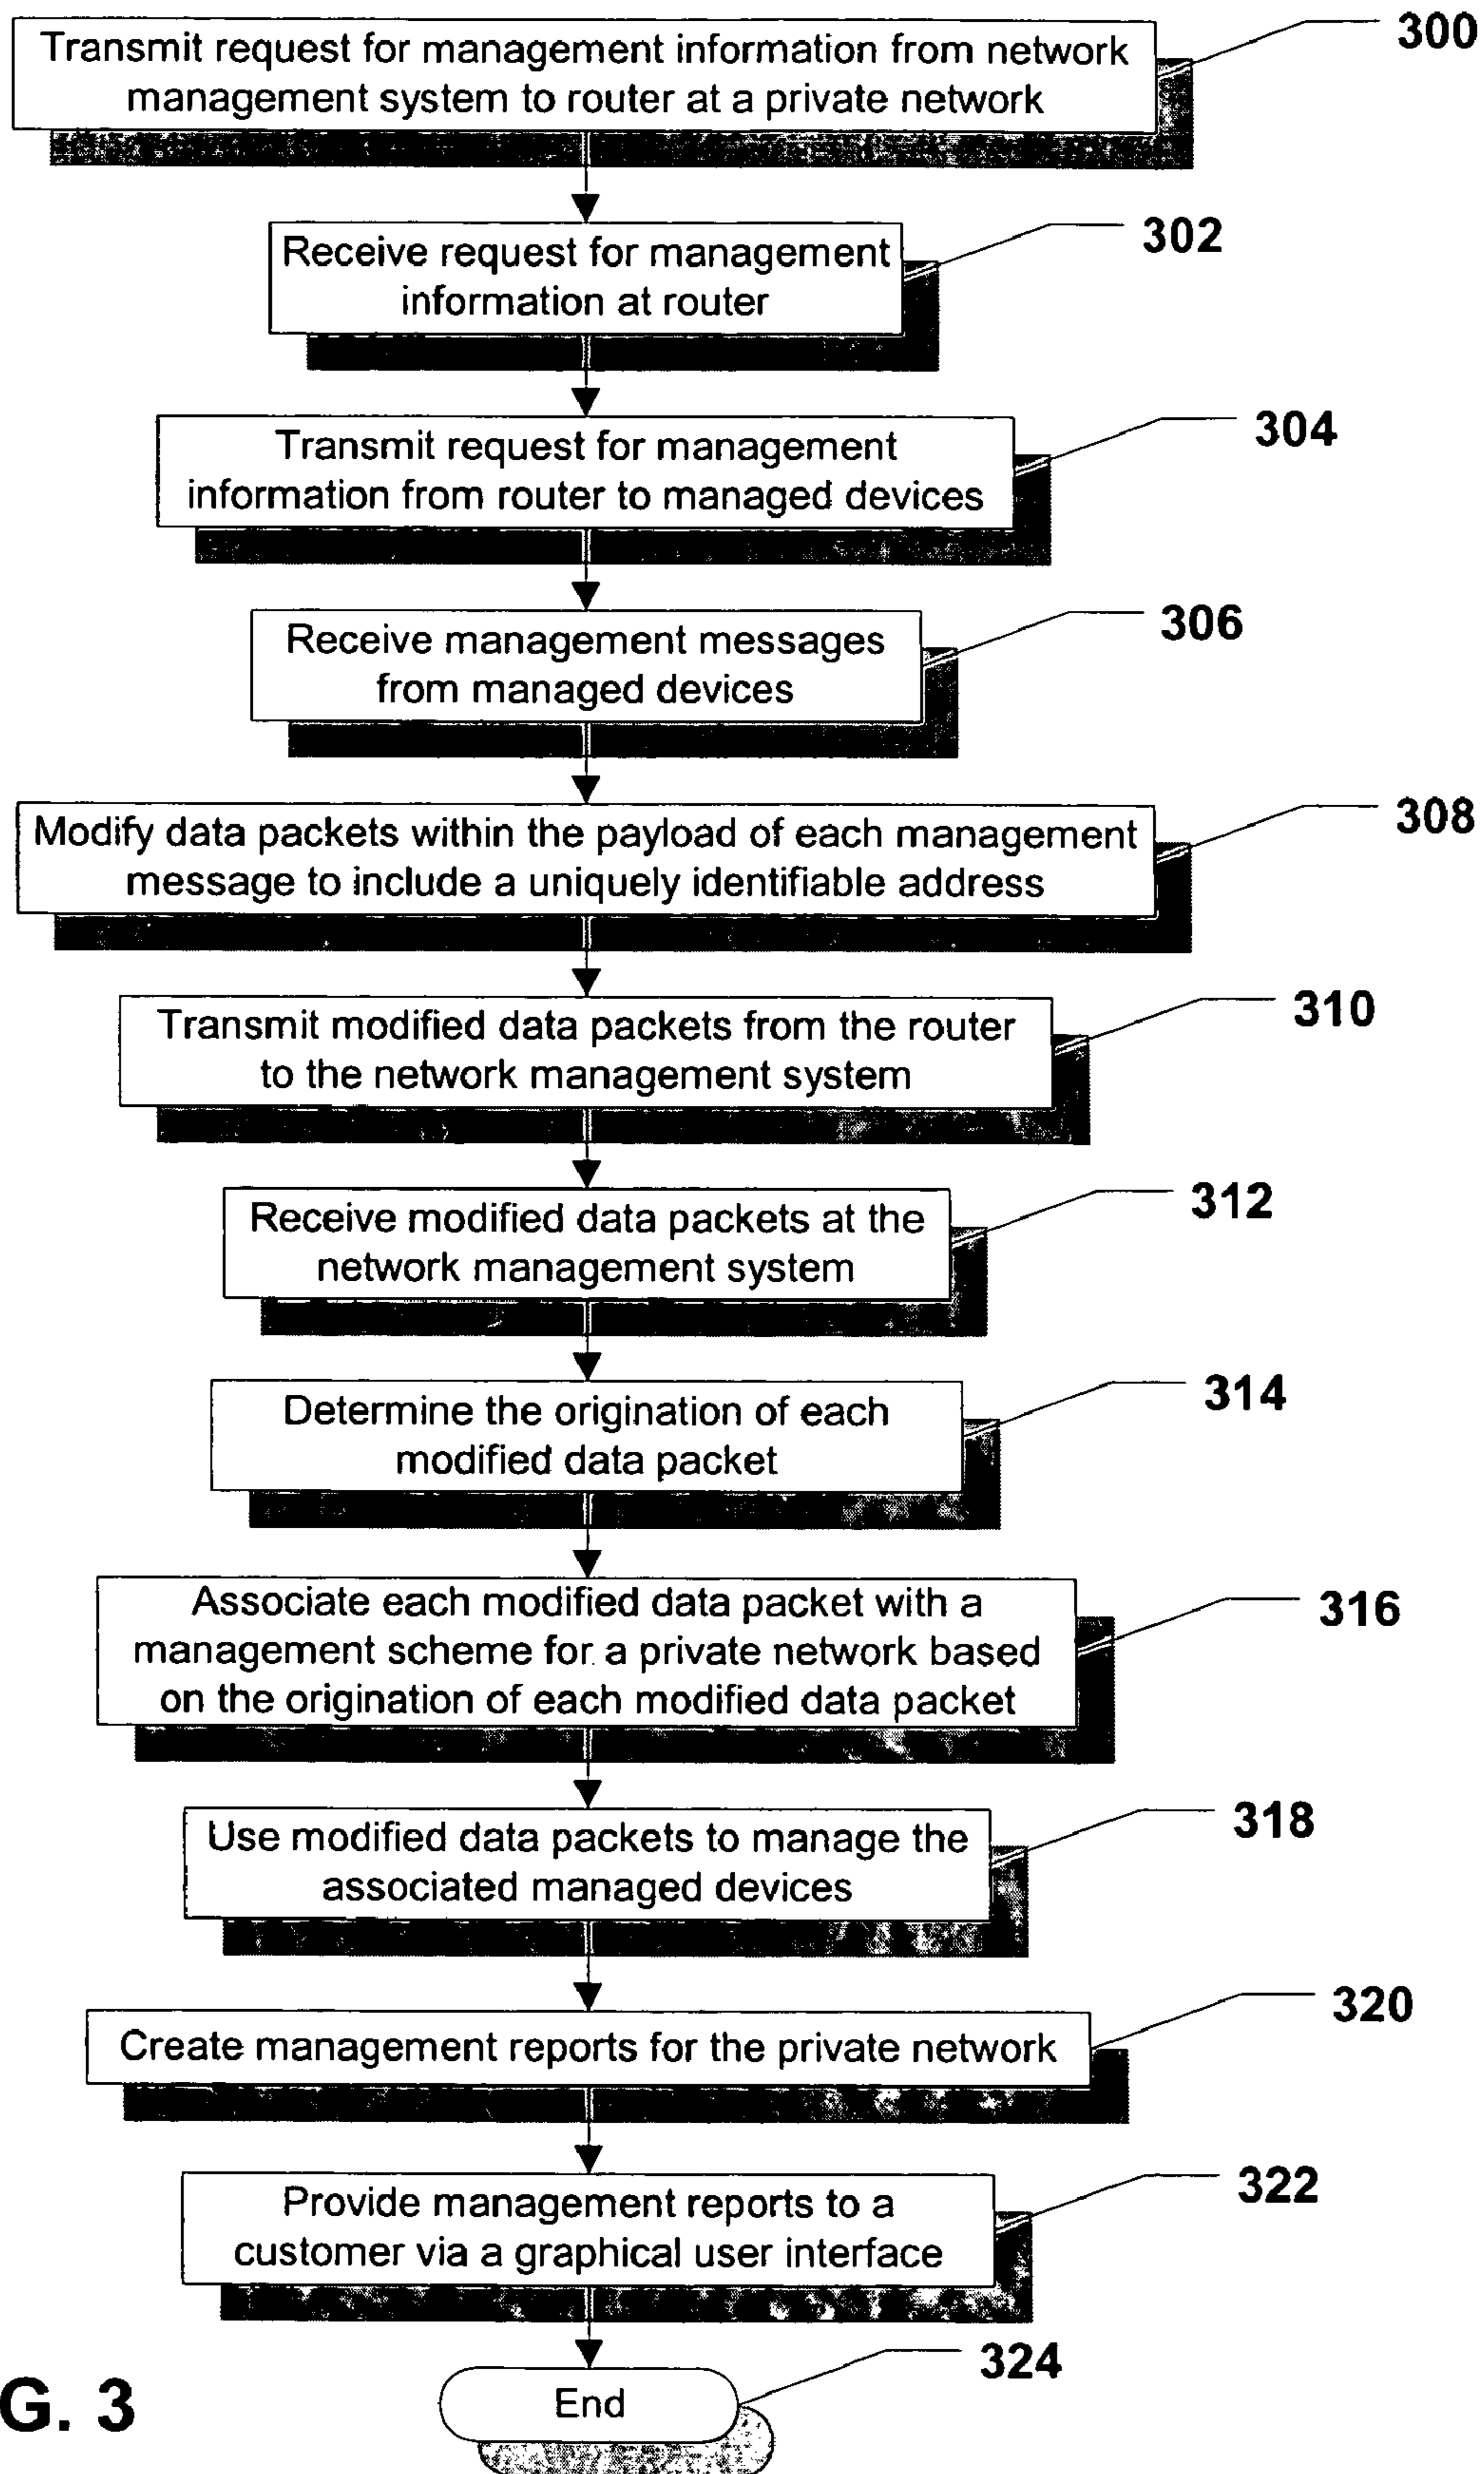 300
Transmit request for management information from network
management system to router at a private network
302
Receive request for management
information at router
304
Transmit request for management
information from router to managed devices
306
Receive management messages
from managed devices
308
Modify data packets within the payload of each management
message to include a uniquely identifiable address
310
Transmit modified data packets from the router
to the network management system
312
Receive modified data packets at the
network management system
314
Determine the origination of each
modified data packet
316
Associate each modified data packet with a
management scheme for a private network based
on the origination of each modified data packet
318
Use modified data packets to manage the
associated managed devices
320
Create management reports for the private network
322
Provide management reports to a
customer via a graphical user interface
324
End
G. 3